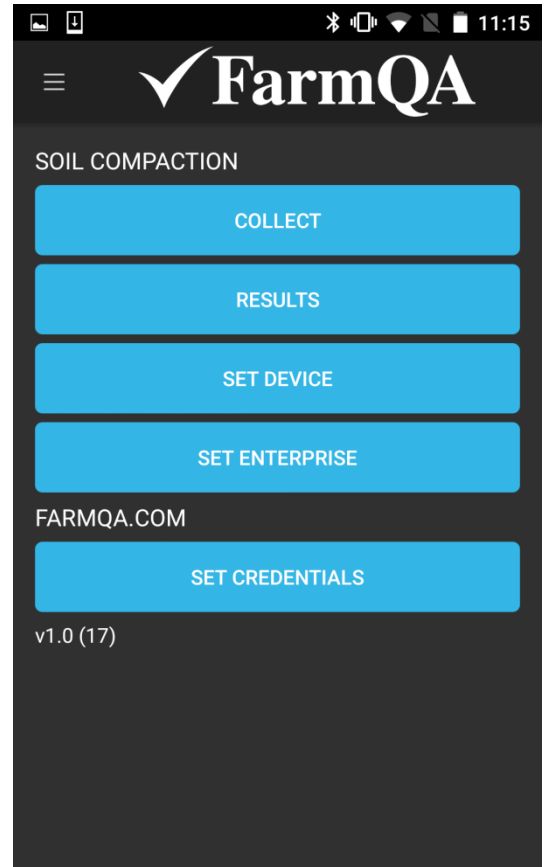 11:15
FarmQA
SOIL COMPACTION
COLLECT
RESULTS
SET DEVICE
SET ENTERPRISE
FARMQA.COM
SET CREDENTIALS
v1.0 (17)